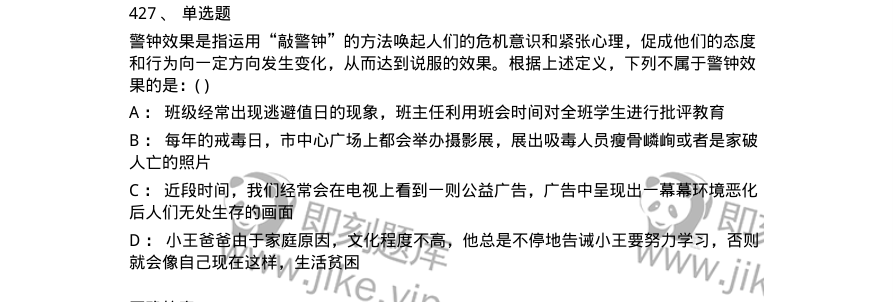 427 、 单选题
警钟效果是指运用“敲警钟”的方法唤起人们的危机意识和紧张心理，促成他们的态度
和行为向一定方向发生变化，从而达到说服的效果。根据上述定义，下列不属于警钟效
果的是：( )
A ： 班级经常出现逃避值日的现象，班主任利用班会时间对全班学生进行批评教育
B ： 每年的戒毒日，市中心广场上都会举办摄影展，展出吸毒人员瘦骨嶙峋或者是家破
人亡的照片
C ： 近段时间，我们经常会在电视上看到一则公益广告，广告中呈现出一幕幕环境恶化
后人们无处生存的画面
D ： 小王爸爸由于家庭原因，文化程度不高，他总是不停地告诫小王要努力学习，否则
就会像自己现在这样，生活贫困
即刻题库
www.jike.vip
即刻
www.jik